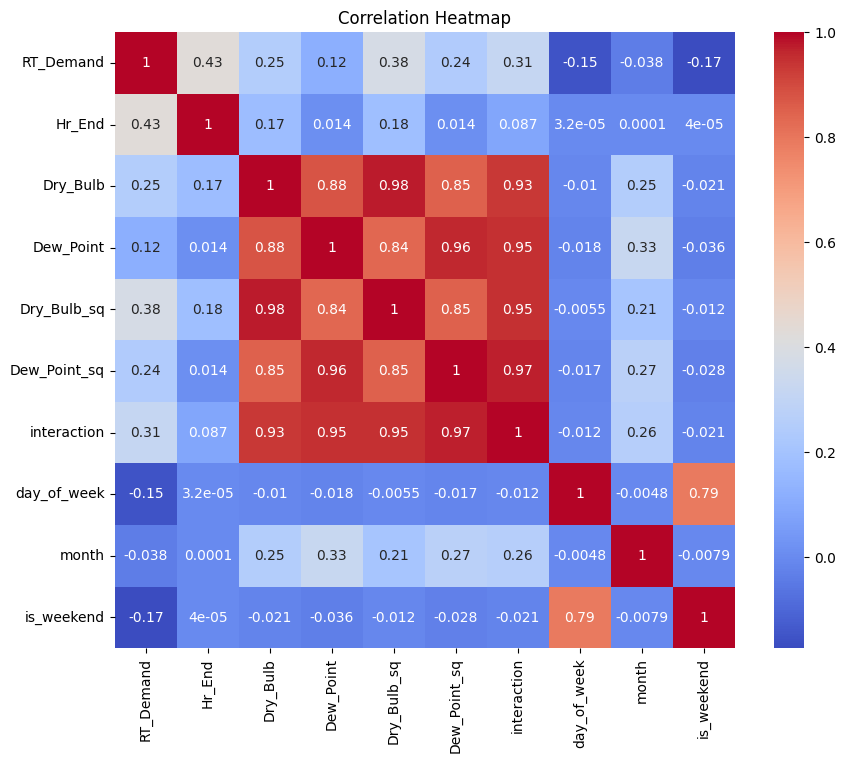 Correlation Heatmap
RT_Demand 1 0.43 0.25 0.12 0.38 0.24 0.31 -0.15 -0.038 -0.17
Hr_End 0.43 1 0.17 0.014 0.18 0.014 0.087 3.2e-05 0.0001 4e-05
Dry_Bulb 0.25 0.17 1 0.88 0.98 0.85 0.93 -0.01 0.25 -0.021
Dew_Point 0.12 0.014 0.88 1 0.84 0.96 0.95 -0.018 0.33 -0.036
Dry_Bulb_sq 0.38 0.18 0.98 0.84 1 0.85 0.95 -0.0055 0.21 -0.012
Dew_Point_sq 0.24 0.014 0.85 0.96 0.85 1 0.97 -0.017 0.27 -0.028
interaction 0.31 0.087 0.93 0.95 0.95 0.97 1 -0.012 0.26 -0.021
day_of_week -0.15 3.2e-05 -0.01 -0.018 -0.0055 -0.017 -0.012 1 -0.0048 0.79
month -0.038 0.0001 0.25 0.33 0.21 0.27 0.26 -0.0048 1 -0.0079
is_weekend -0.17 4e-05 -0.021 -0.036 -0.012 -0.028 -0.021 0.79 -0.0079 1
RT_Demand
Hr_End
Dry_Bulb
Dew_Point
Dry_Bulb_sq
Dew_Point_sq
interaction
day_of_week
month
is_weekend
1.0
0.8
0.6
0.4
0.2
0.0